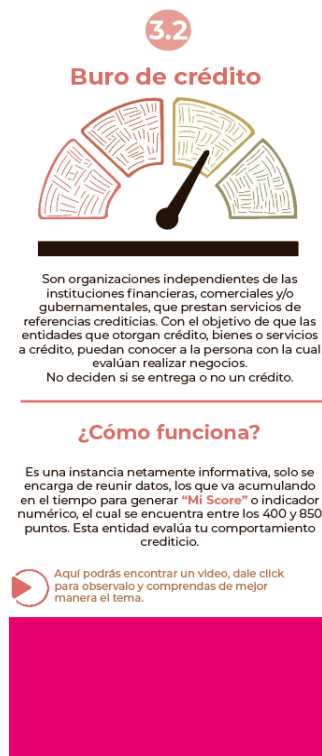 3.2
Buro de crédito
Son organizaciones independientes de las
instituciones financieras, comerciales y/o
gubernamentales, que prestan servicios de
referencias crediticias. Con el objetivo de que las
entidades que otorgan crédito, bienes o servicios
a crédito, puedan conocer a la persona con la cual
evalúan realizar negocios.
No deciden si se entrega o no un crédito.
¿Cómo funciona?
Es una instancia netamente informativa, solo se
encarga de reunir datos, los que va acumulando
en el tiempo para generar “Mi Score” o indicador
numérico, el cual se encuentra entre los 400 y 850
puntos. Esta entidad evalúa tu comportamiento
crediticio.
Aquí podrás encontrar un video, dale click
para observalo y comprendas de mejor
manera el tema.